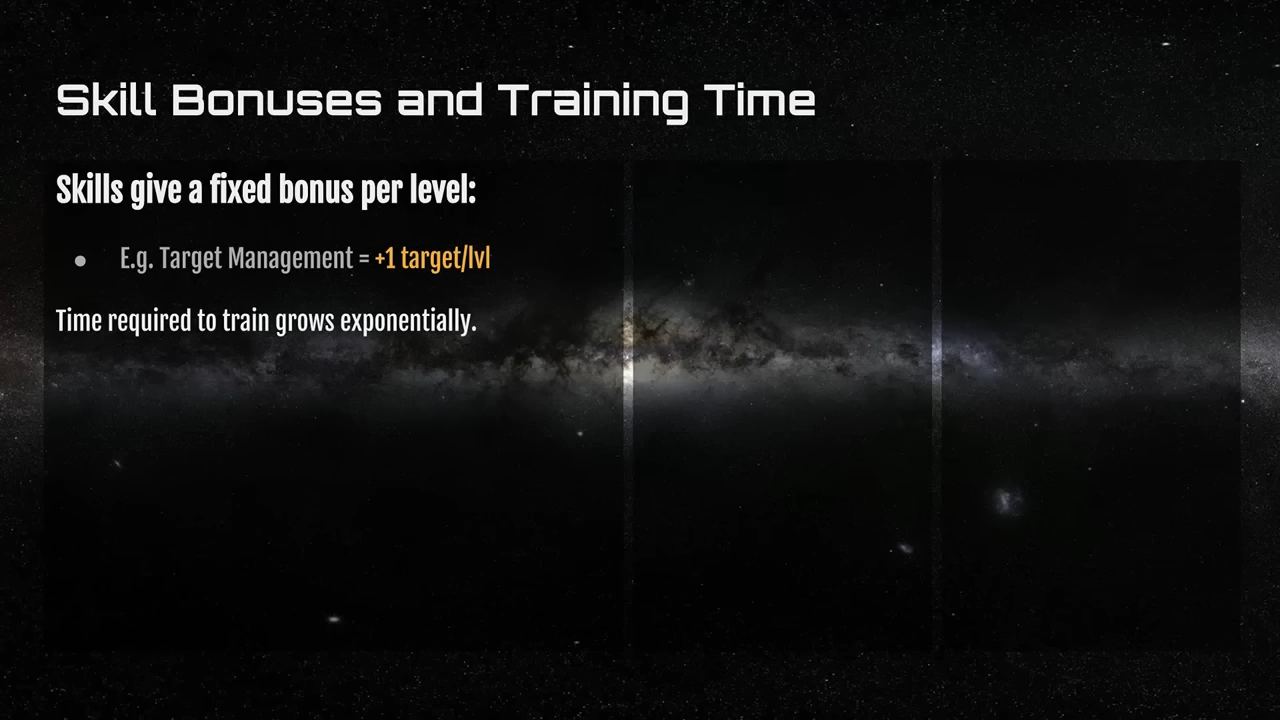 Skill Bonuses and Training Time
Skills give a fixed bonus per level:
● E.g. Target Management = +1 target/lvl
Time required to train grows exponentially.